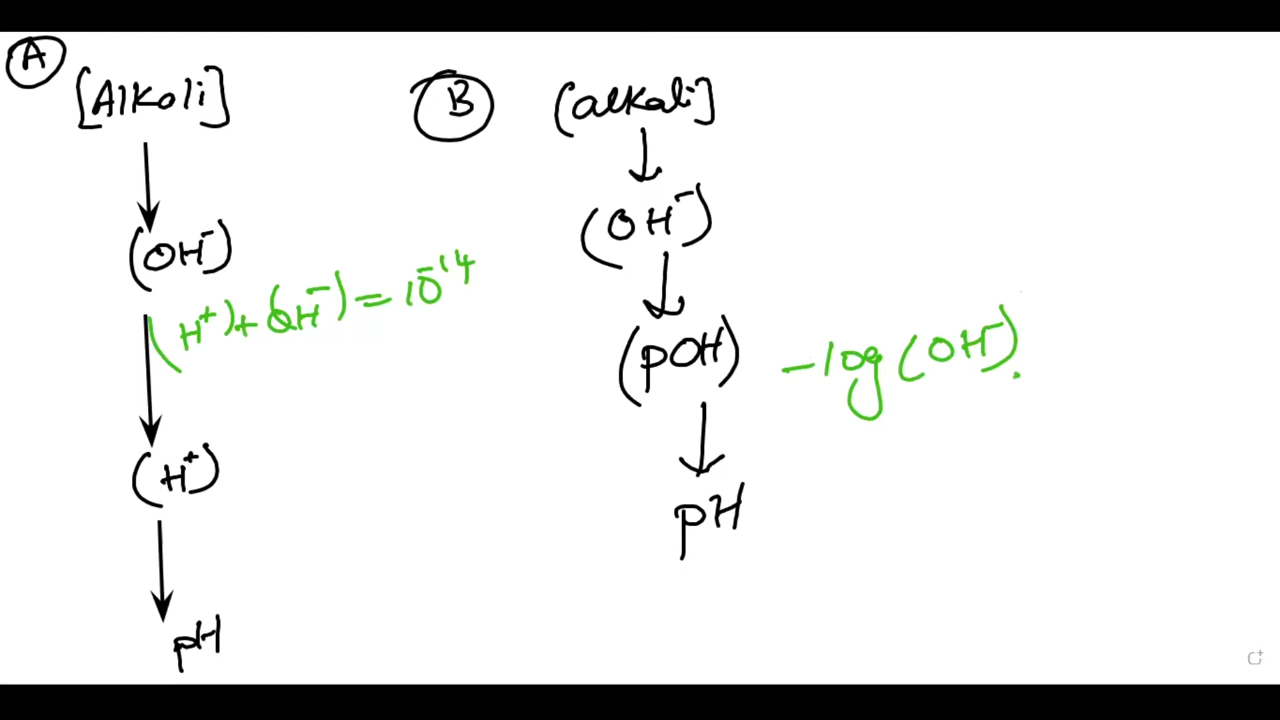 A
[Alkoli]
(OH⁻)
(H⁺)+(OH⁻)=10⁻¹⁴
(H⁺)
pH
B
(alkali]
(OH⁻)
(pOH) -log(OH⁻).
pH